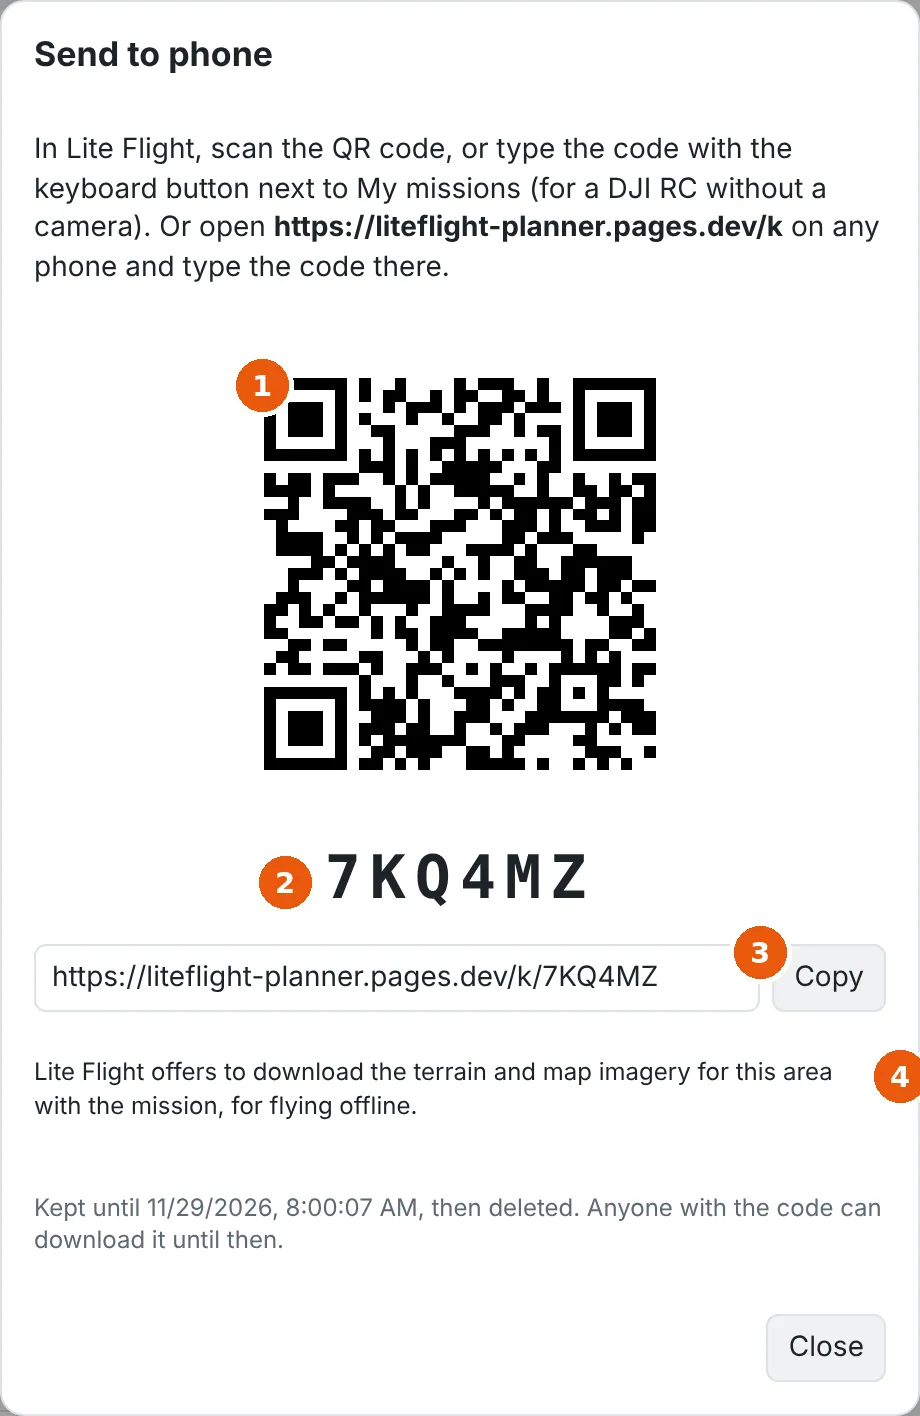 Send to phone
In Lite Flight, scan the QR code, or type the code with the
keyboard button next to My missions (for a DJI RC without a
camera). Or open https://liteflight-planner.pages.dev/k on any
phone and type the code there.
1
2 7KQ4MZ
https://liteflight-planner.pages.dev/k/7KQ4MZ 3 Copy
Lite Flight offers to download the terrain and map imagery for this area 4
with the mission, for flying offline.
Kept until 11/29/2026, 8:00:07 AM, then deleted. Anyone with the code can
download it until then.
Close